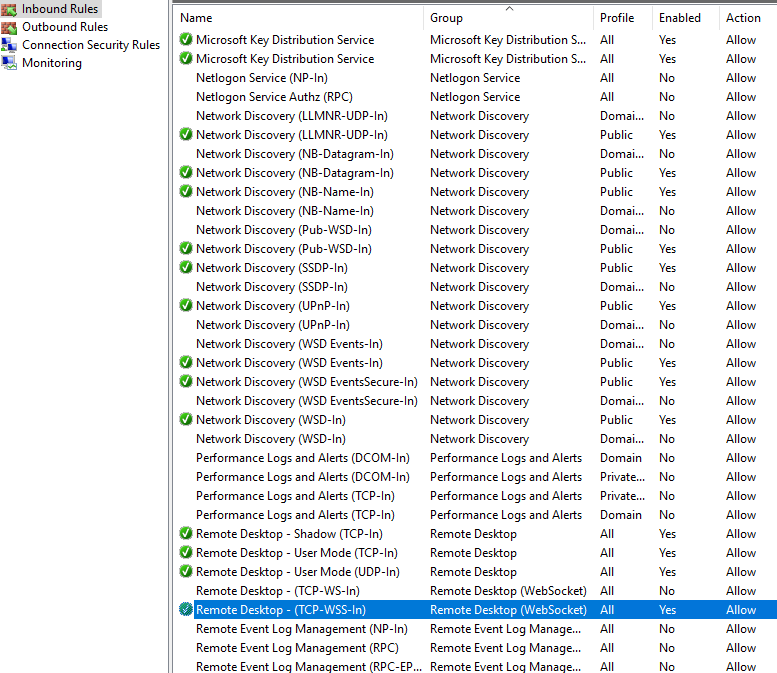 Inbound Rules
Outbound Rules
Connection Security Rules
Monitoring
Name Group Profile Enabled Action
Microsoft Key Distribution Service Microsoft Key Distribution S... All Yes Allow
Microsoft Key Distribution Service Microsoft Key Distribution S... All Yes Allow
Netlogon Service (NP-In) Netlogon Service All No Allow
Netlogon Service Authz (RPC) Netlogon Service All No Allow
Network Discovery (LLMNR-UDP-In) Network Discovery Domai... No Allow
Network Discovery (LLMNR-UDP-In) Network Discovery Public Yes Allow
Network Discovery (NB-Datagram-In) Network Discovery Domai... No Allow
Network Discovery (NB-Datagram-In) Network Discovery Public Yes Allow
Network Discovery (NB-Name-In) Network Discovery Public Yes Allow
Network Discovery (NB-Name-In) Network Discovery Domai... No Allow
Network Discovery (Pub-WSD-In) Network Discovery Domai... No Allow
Network Discovery (Pub-WSD-In) Network Discovery Public Yes Allow
Network Discovery (SSDP-In) Network Discovery Public Yes Allow
Network Discovery (SSDP-In) Network Discovery Domai... No Allow
Network Discovery (UPnP-In) Network Discovery Public Yes Allow
Network Discovery (UPnP-In) Network Discovery Domai... No Allow
Network Discovery (WSD Events-In) Network Discovery Domai... No Allow
Network Discovery (WSD Events-In) Network Discovery Public Yes Allow
Network Discovery (WSD EventsSecure-In) Network Discovery Public Yes Allow
Network Discovery (WSD EventsSecure-In) Network Discovery Domai... No Allow
Network Discovery (WSD-In) Network Discovery Public Yes Allow
Network Discovery (WSD-In) Network Discovery Domai... No Allow
Performance Logs and Alerts (DCOM-In) Performance Logs and Alerts Domain No Allow
Performance Logs and Alerts (DCOM-In) Performance Logs and Alerts Private... No Allow
Performance Logs and Alerts (TCP-In) Performance Logs and Alerts Private... No Allow
Performance Logs and Alerts (TCP-In) Performance Logs and Alerts Domain No Allow
Remote Desktop - Shadow (TCP-In) Remote Desktop All Yes Allow
Remote Desktop - User Mode (TCP-In) Remote Desktop All Yes Allow
Remote Desktop - User Mode (UDP-In) Remote Desktop All Yes Allow
Remote Desktop - (TCP-WS-In) Remote Desktop (WebSocket) All No Allow
Remote Desktop - (TCP-WSS-In) Remote Desktop (WebSocket) All Yes Allow
Remote Event Log Management (NP-In) Remote Event Log Manage... All No Allow
Remote Event Log Management (RPC) Remote Event Log Manage... All No Allow
Remote Event Log Management (RPC-EP... Remote Event Log Manage... All No Allow